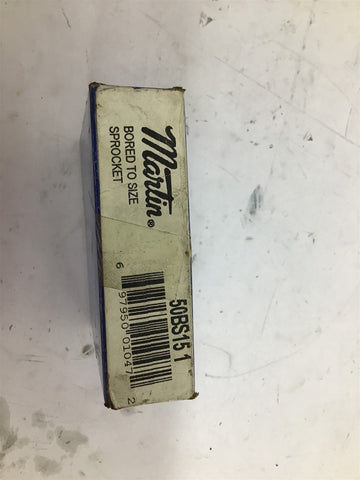 Martin®
BORED TO SIZE
SPROCKET
50BS15 1
6 97950 01047 2